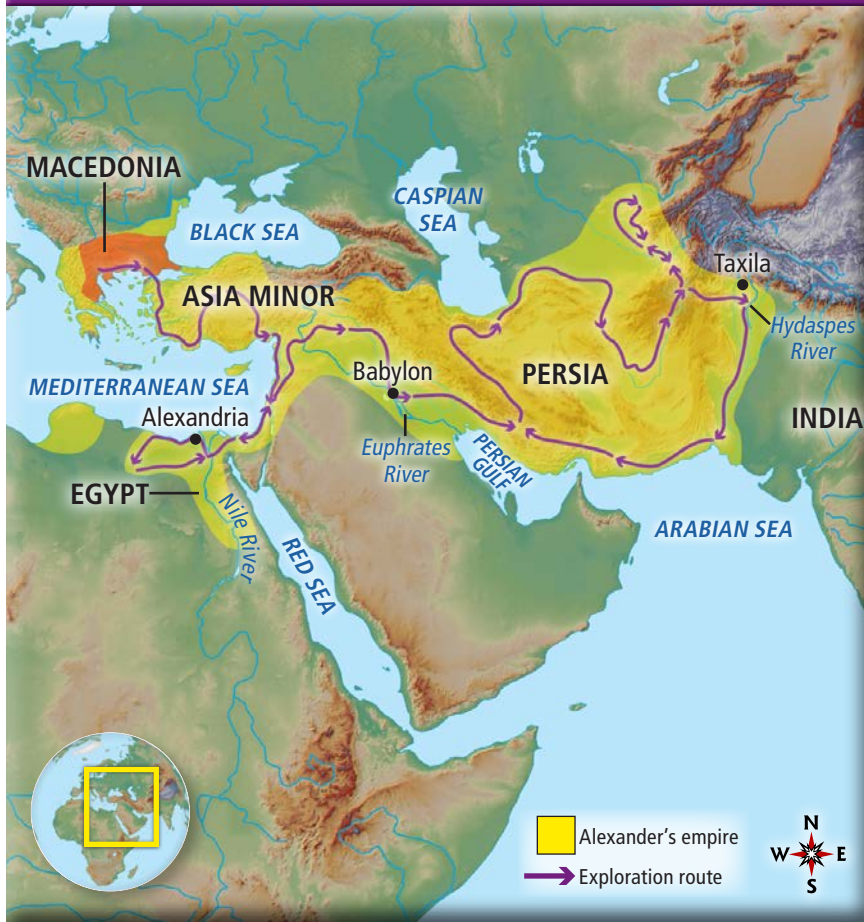 MACEDONIA
BLACK SEA
CASPIAN
SEA
ASIA MINOR
Taxila
Hydaspes
River
MEDITERRANEAN SEA
Babylon
PERSIA
Alexandria
INDIA
Euphrates
River
PERSIAN
GULF
EGYPT
Nile River
ARABIAN SEA
RED SEA
Alexander's empire
Exploration route
N
W E
S